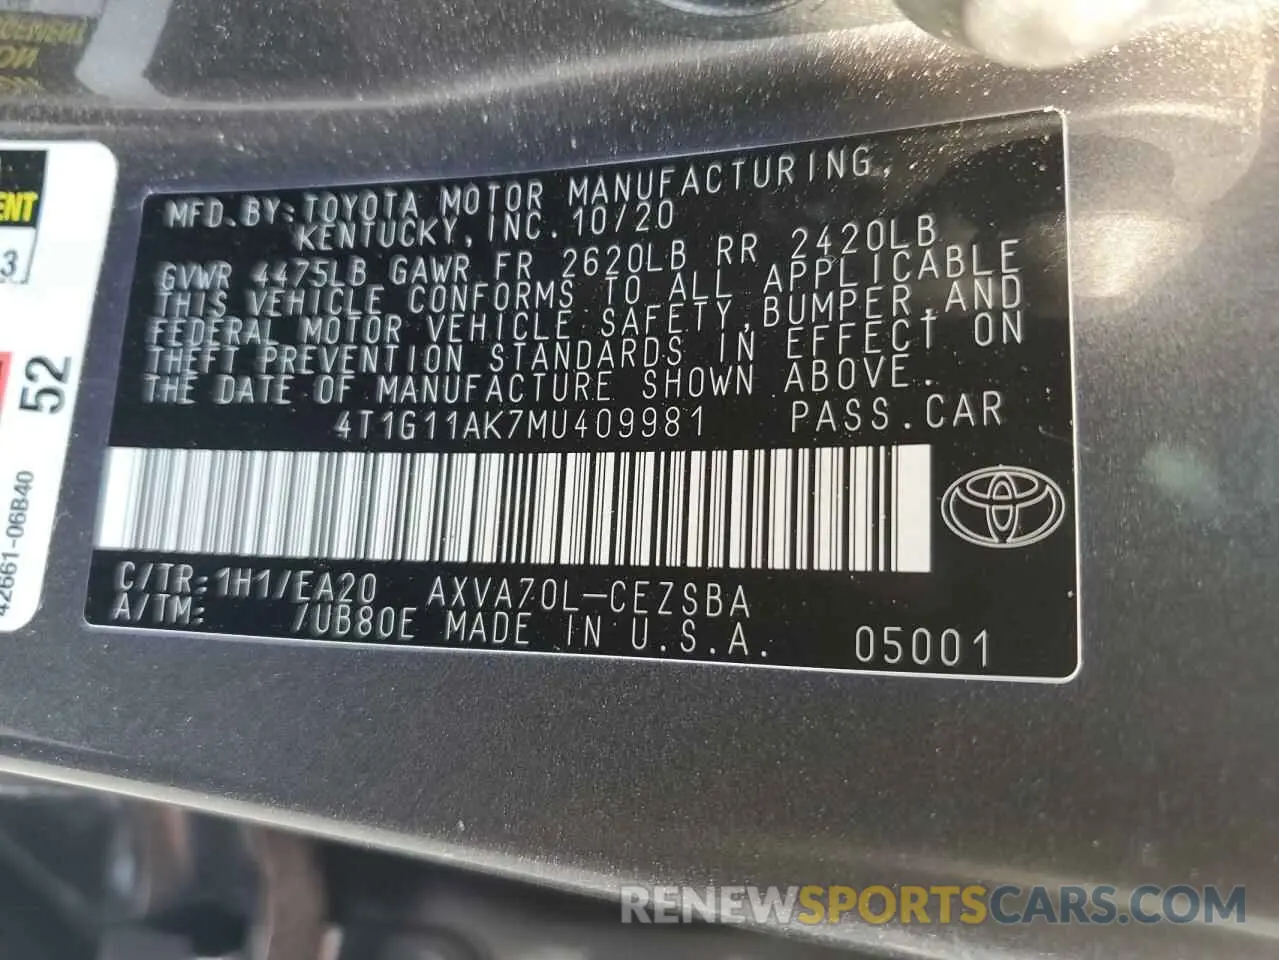 ENT
3
52
42661-06B40
MFD. BY: TOYOTA MOTOR MANUFACTURING,
KENTUCKY, INC. 10/20
GVWR 4475LB GAWR FR 2620LB RR 2420LB
THIS VEHICLE CONFORMS TO ALL APPLICABLE
FEDERAL MOTOR VEHICLE SAFETY, BUMPER, AND
THEFT PREVENTION STANDARDS IN EFFECT ON
THE DATE OF MANUFACTURE SHOWN ABOVE.
4T1G11AK7MU409981 PASS. CAR
C/TR: 1H1/EA20 AXVA70L-CEZSBA
A/TM: /UB80E MADE IN U.S.A. 05001
RENEWSPORTSCARS.COM